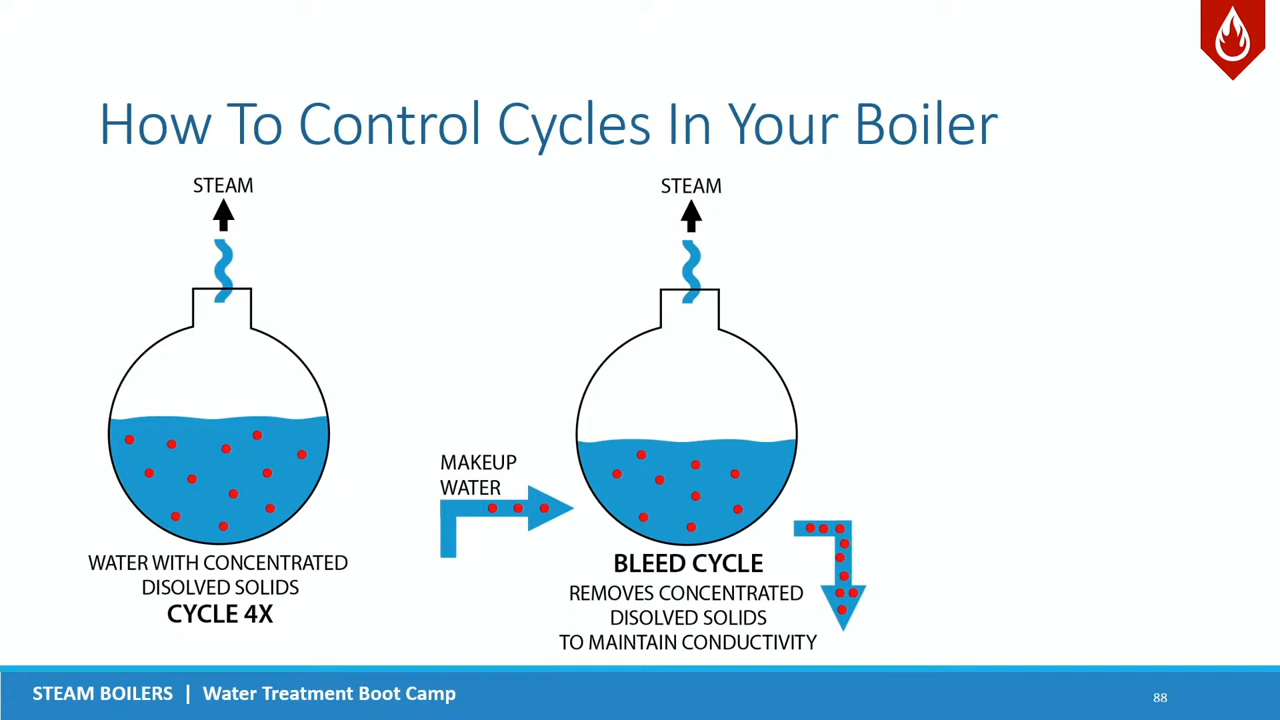 How To Control Cycles In Your Boiler
STEAM
WATER WITH CONCENTRATED
DISOLVED SOLIDS
CYCLE 4X
STEAM
MAKEUP
WATER
BLEED CYCLE
REMOVES CONCENTRATED
DISOLVED SOLIDS
TO MAINTAIN CONDUCTIVITY
STEAM BOILERS | Water Treatment Boot Camp
88